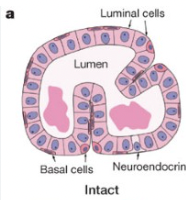 a
Luminal cells
Lumen
Basal cells
Neuroendocrin
Intact